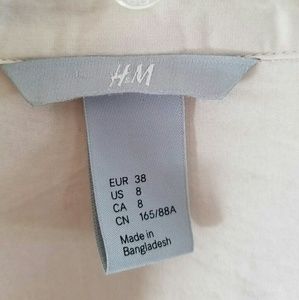 H&M
EUR 38
US 8
CA 8
CN 165/88A
Made in
Bangladesh